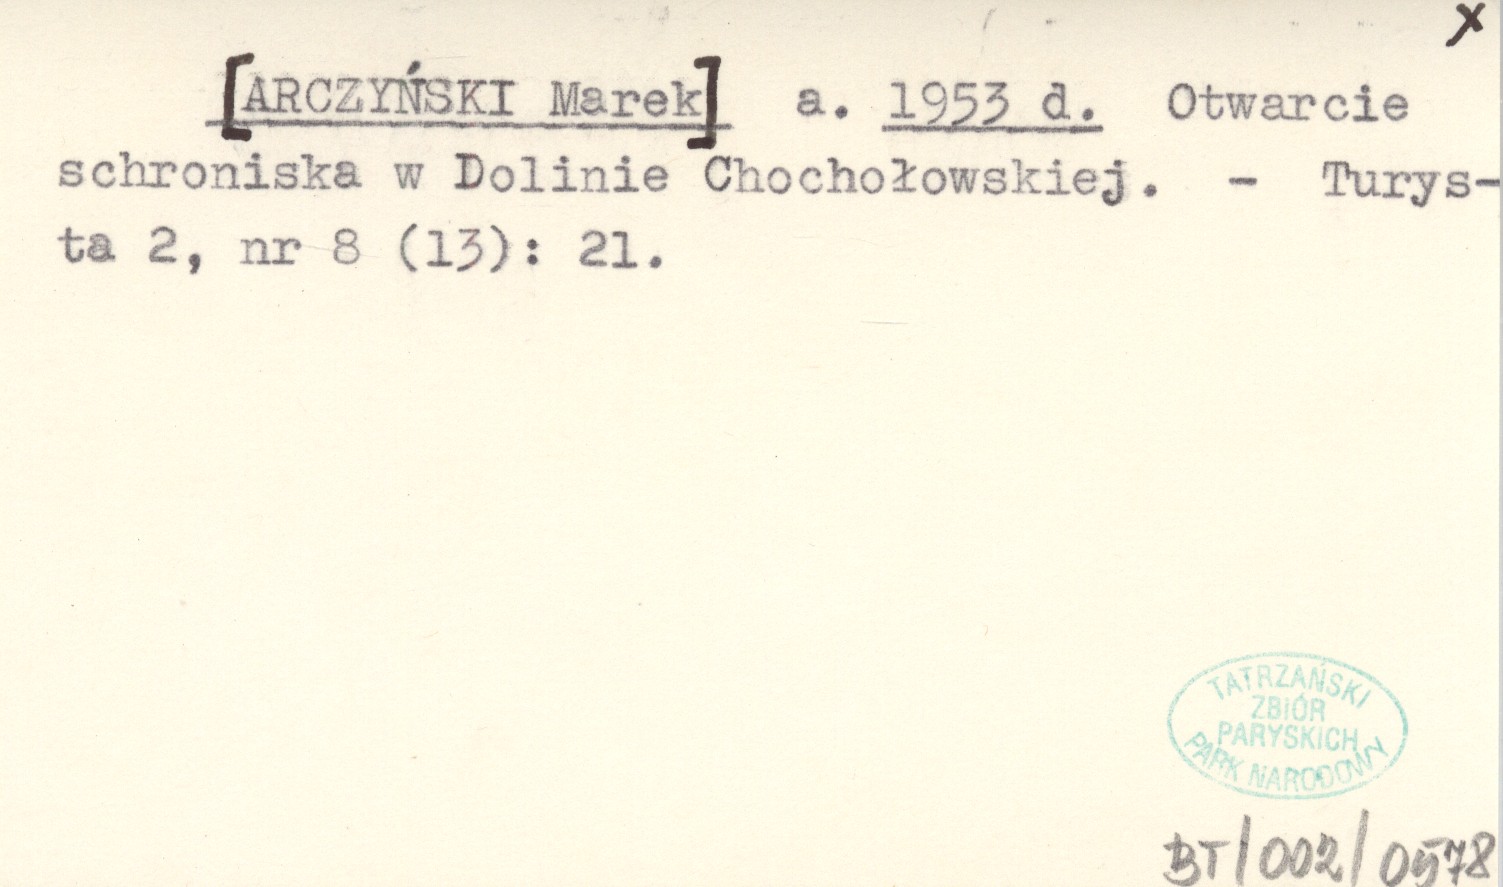 x
[ARCZYŃSKI Marek] a. 1953 d. Otwarcie
schroniska w Dolinie Chochołowskiej. - Turys-
ta 2, nr 8 (13): 21.
TATRZAŃSKI
ZBIÓR
PARYSKICH
PARK NARODOWY
BT/002/0578